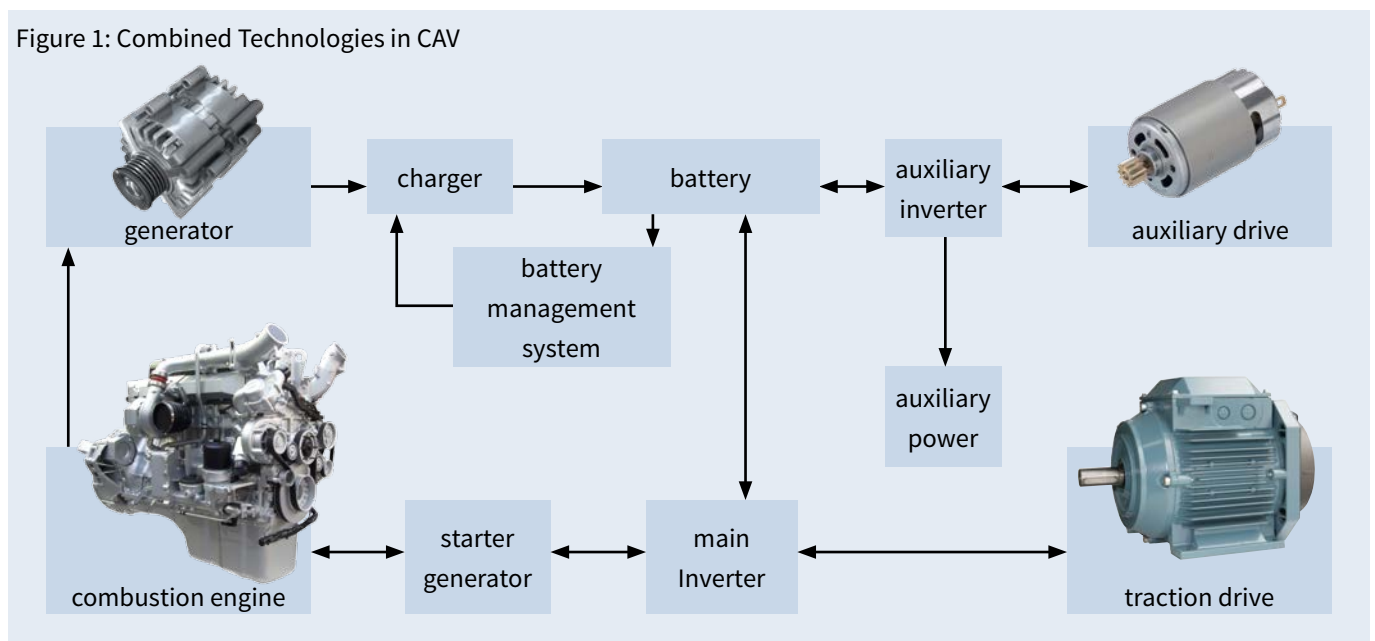 Figure 1: Combined Technologies in CAV
generator
charger
battery
auxiliary
inverter
auxiliary drive
battery
management
system
auxiliary
power
combustion engine
starter
generator
main
Inverter
traction drive